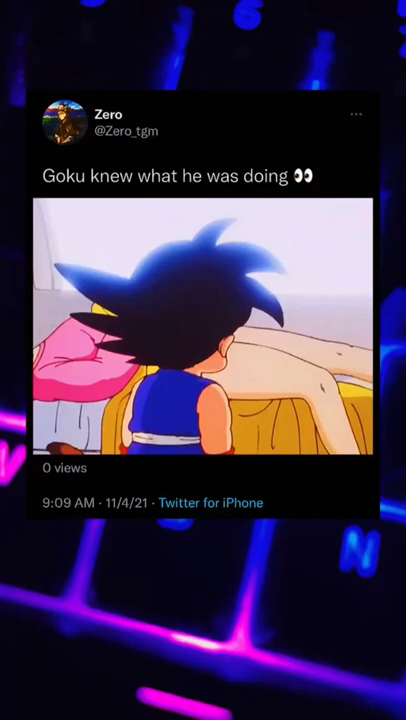 6
Zero
@Zero_tgm
Goku knew what he was doing 👀
0 views
9:09 AM · 11/4/21 · Twitter for iPhone
N